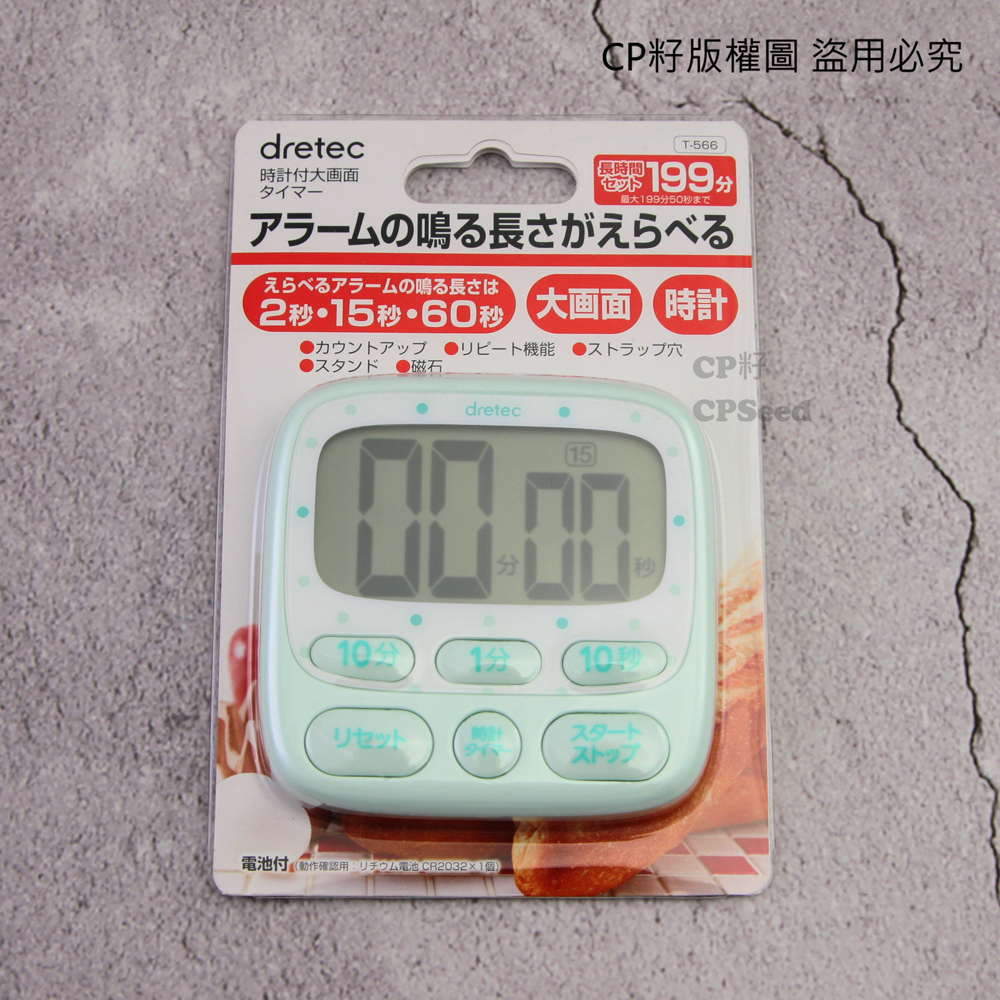 CP籽版權圖 盜用必究
dretec
T-566
時計付大画面
タイマー
長時間
セット
199分
最大199分50秒まで
アラームの鳴る長さがえらべる
えらべるアラームの鳴る長さは
2秒・15秒・60秒
大画面
時計
●カウントアップ ●リピート機能 ●ストラップ穴
●スタンド ●磁石
CP籽
CPSeed
dretec
15
00分00秒
10分
1分
10秒
リセット
時計
タイマー
スタート
ストップ
電池付(動作確認用:リチウム電池 CR2032×1個)